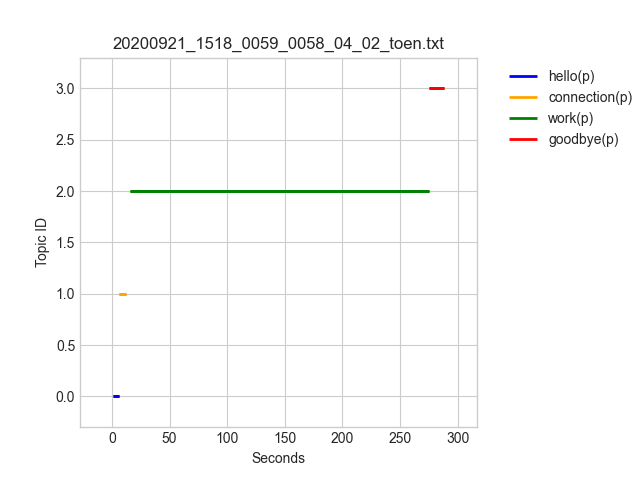 20200921_1518_0059_0058_04_02_toen.txt
hello(p)
connection(p)
work(p)
goodbye(p)
Topic ID
3.0
2.5
2.0
1.5
1.0
0.5
0.0
0 50 100 150 200 250 300
Seconds